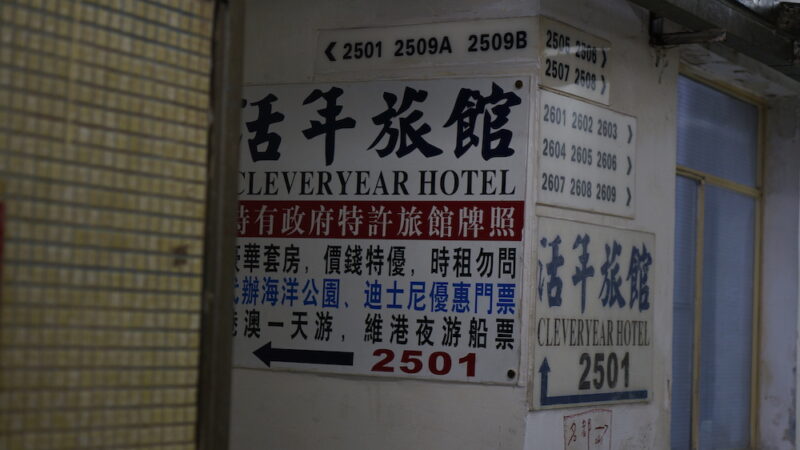 < 2501 2509A 2509B
活年旅館
CLEVERYEAR HOTEL
持有政府特許旅館牌照
豪華套房,價錢特優,時租勿問
代辦海洋公園、迪士尼優惠門票
港澳一天游,維港夜游船票
← 2501
2505 2506 >
2507 2508
2601 2602 2603 >
2604 2605 2606 >
2607 2608 2609 >
活年旅館
CLEVERYEAR HOTEL
2501